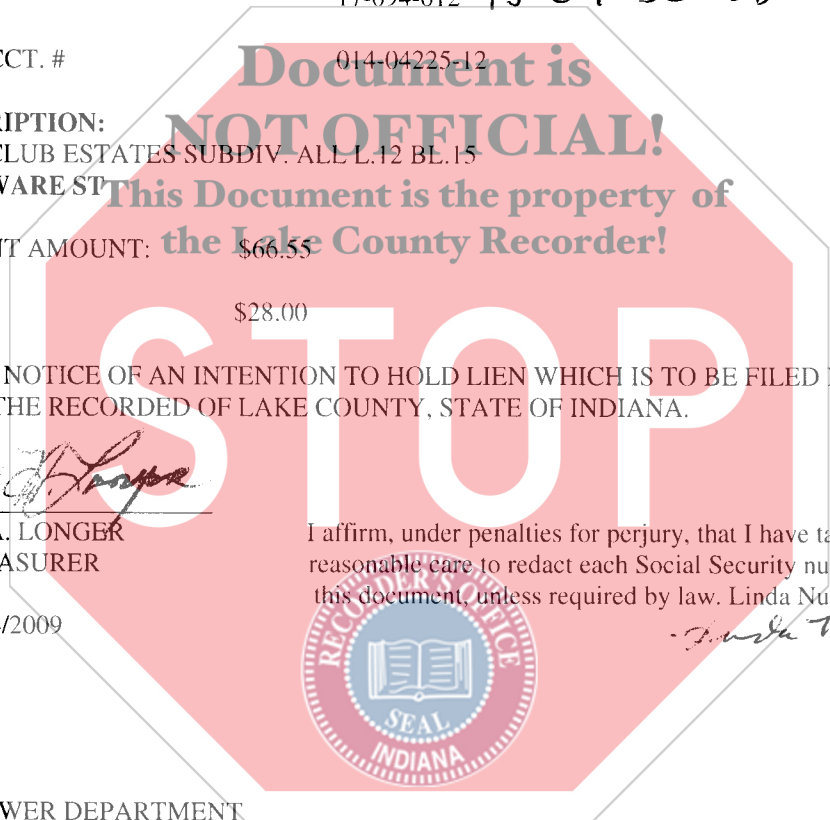 CCT. # 014-04225-12
Document is
NOT OFFICIAL!
RIPTION:
CLUB ESTATES SUBDIV. ALL L.12 BL.15
WARE ST
This Document is the property of
the Lake County Recorder!
NT AMOUNT: $66.55
$28.00
STOP
NOTICE OF AN INTENTION TO HOLD LIEN WHICH IS TO BE FILED
THE RECORDED OF LAKE COUNTY, STATE OF INDIANA.
A. LONGER
ASURER
I affirm, under penalties for perjury, that I have ta
reasonable care to redact each Social Security nu
this document, unless required by law. Linda Nu
/2009
RECORDER'S OFFICE
SEAL
INDIANA
WER DEPARTMENT